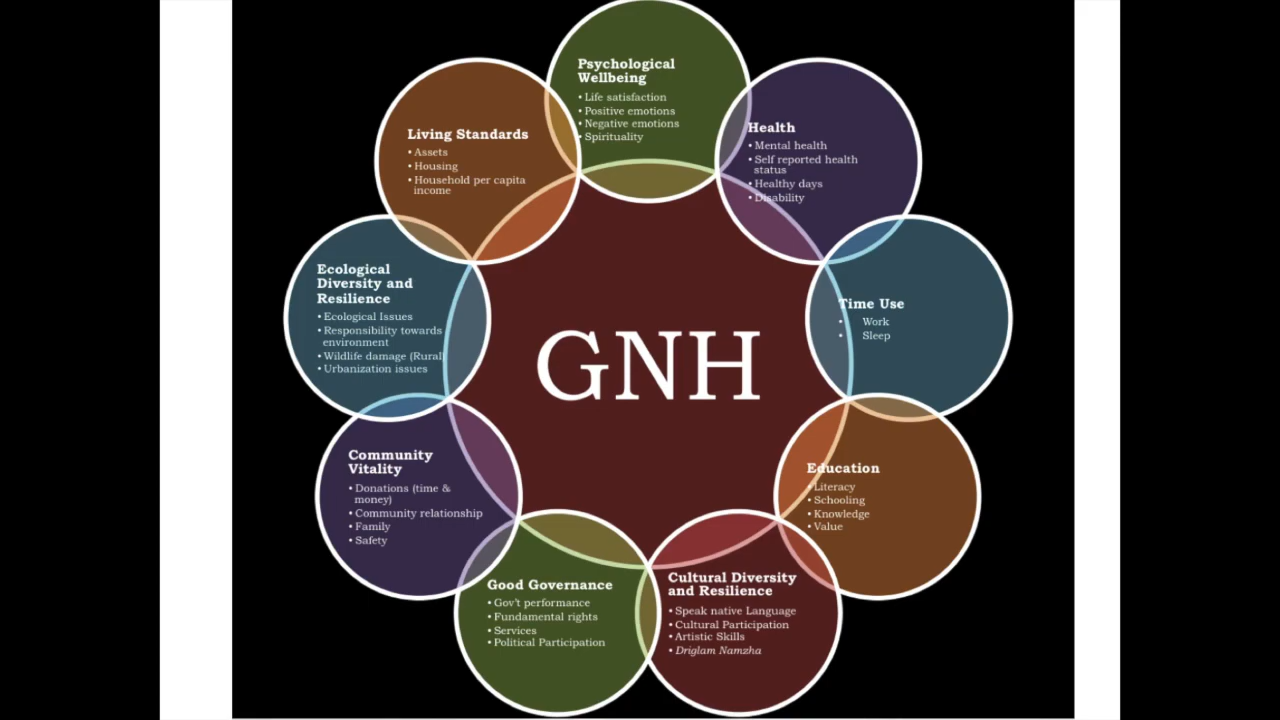 Psychological
Wellbeing
• Life satisfaction
• Positive emotions
• Negative emotions
• Spirituality
Health
• Mental health
• Self reported health
status
• Healthy days
• Disability
Time Use
• Work
• Sleep
Education
• Literacy
• Schooling
• Knowledge
• Value
Cultural Diversity
and Resilience
• Speak native Language
• Cultural Participation
• Artistic Skills
• Driglam Namzha
Good Governance
• Gov't performance
• Fundamental rights
• Services
• Political Participation
Community
Vitality
• Donations (time &
money)
• Community relationship
• Family
• Safety
Ecological
Diversity and
Resilience
• Ecological Issues
• Responsibility towards
environment
• Wildlife damage (Rural)
• Urbanization issues
Living Standards
• Assets
• Housing
• Household per capita
income
GNH